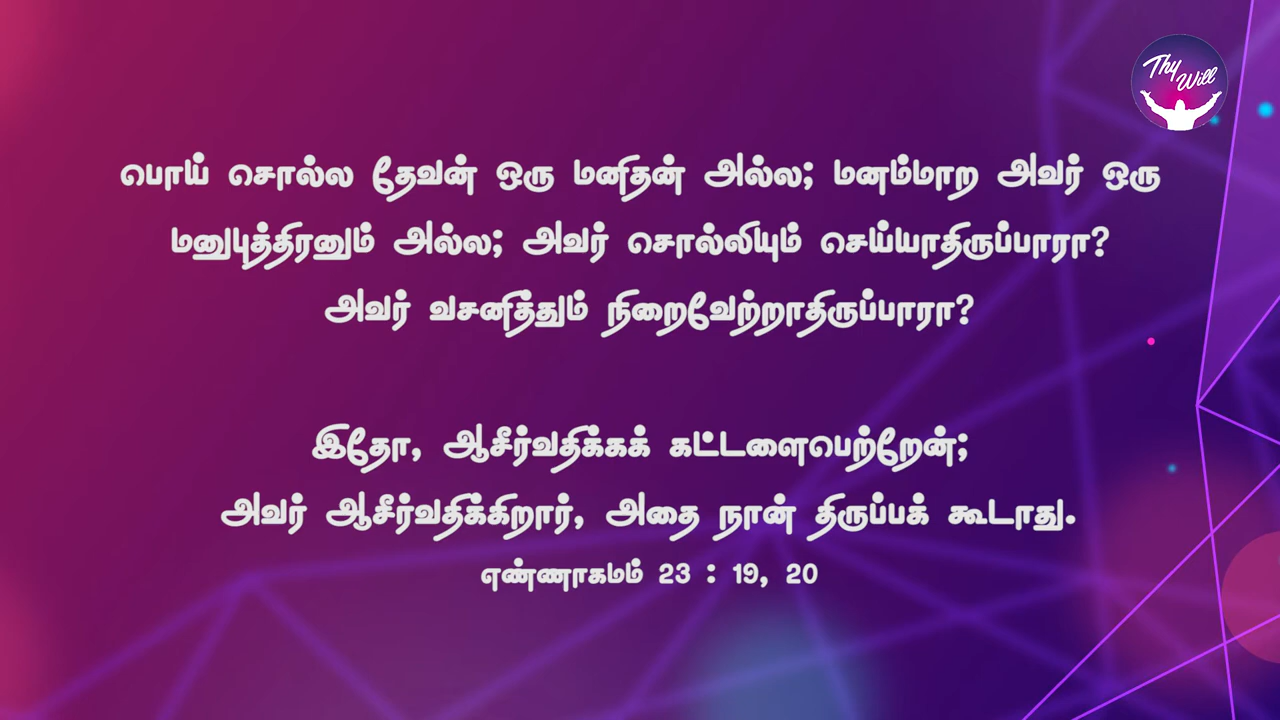 Thy Will
பொய் சொல்ல தேவன் ஒரு மனிதன் அல்ல; மனம்மாற அவர் ஒரு
மனுபுத்திரனும் அல்ல; அவர் சொல்லியும் செய்யாதிருப்பாரா?
அவர் வசனித்தும் நிறைவேற்றாதிருப்பாரா?
இதோ, ஆசீர்வதிக்கக் கட்டளைபெற்றேன்;
அவர் ஆசீர்வதிக்கிறார், அதை நான் திருப்பக் கூடாது.
எண்ணாகமம் 23 : 19, 20